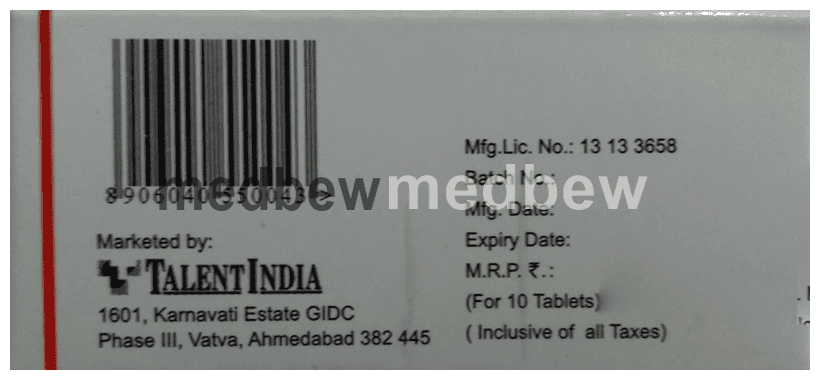 8906040550043>
medbewmedbew
Marketed by:
TALENT INDIA
1601, Karnavati Estate GIDC
Phase III, Vatva, Ahmedabad 382 445
Mfg.Lic. No.: 13 13 3658
Batch No.:
Mfg. Date:
Expiry Date:
M.R.P. ₹.:
(For 10 Tablets)
( Inclusive of all Taxes)